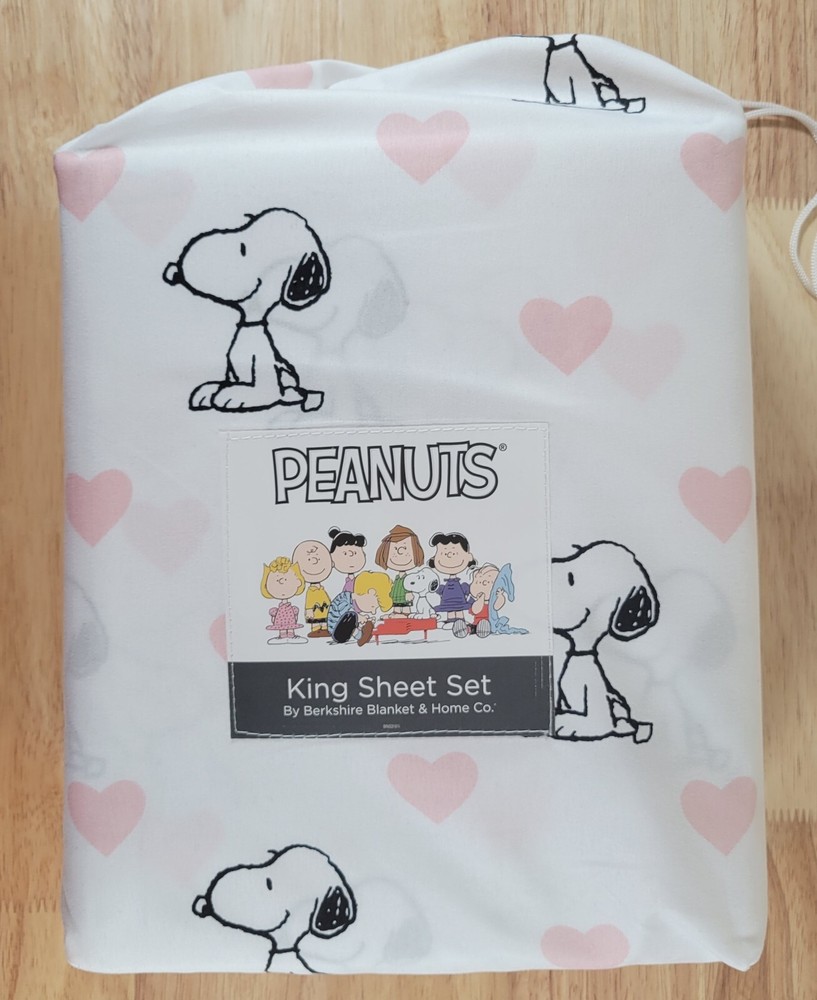 PEANUTS®
King Sheet Set
By Berkshire Blanket & Home Co.